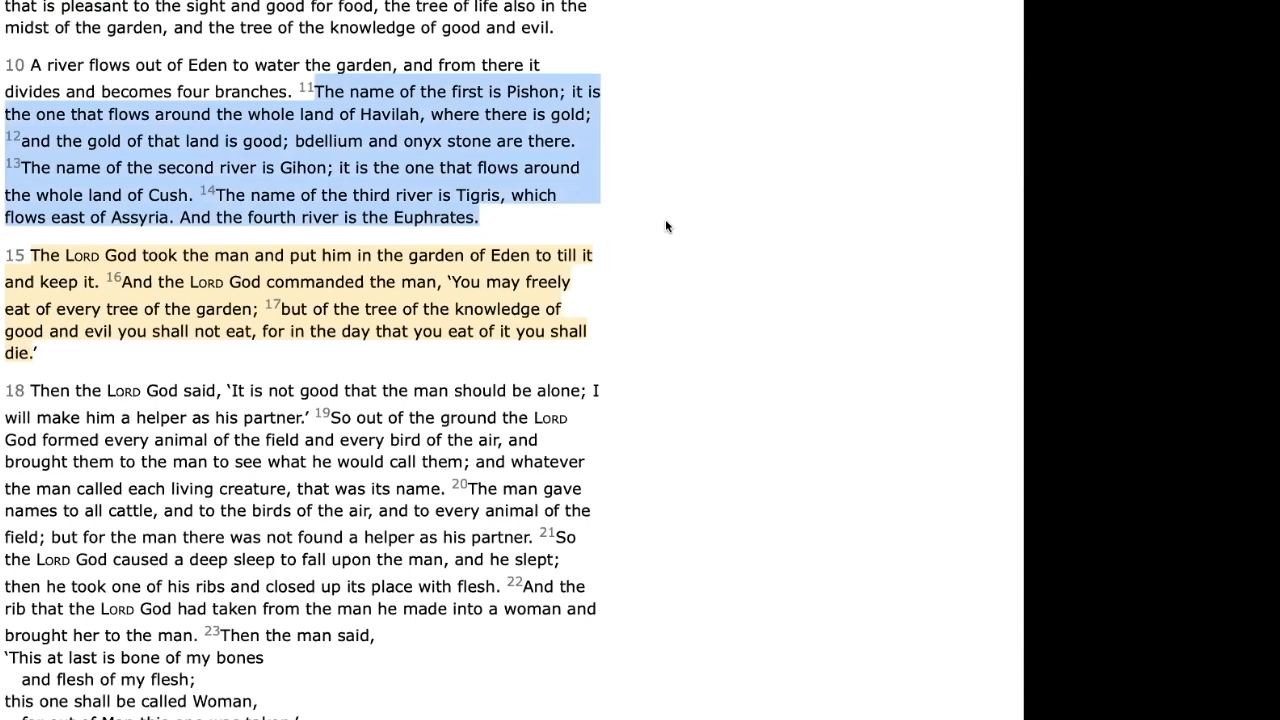 that is pleasant to the sight and good for food, the tree of life also in the
midst of the garden, and the tree of the knowledge of good and evil.
10 A river flows out of Eden to water the garden, and from there it
divides and becomes four branches. 11The name of the first is Pishon; it is
the one that flows around the whole land of Havilah, where there is gold;
12and the gold of that land is good; bdellium and onyx stone are there.
13The name of the second river is Gihon; it is the one that flows around
the whole land of Cush. 14The name of the third river is Tigris, which
flows east of Assyria. And the fourth river is the Euphrates.
15 The LORD God took the man and put him in the garden of Eden to till it
and keep it. 16And the LORD God commanded the man, ‘You may freely
eat of every tree of the garden; 17but of the tree of the knowledge of
good and evil you shall not eat, for in the day that you eat of it you shall
die.’
18 Then the LORD God said, ‘It is not good that the man should be alone; I
will make him a helper as his partner.’ 19So out of the ground the LORD
God formed every animal of the field and every bird of the air, and
brought them to the man to see what he would call them; and whatever
the man called each living creature, that was its name. 20The man gave
names to all cattle, and to the birds of the air, and to every animal of the
field; but for the man there was not found a helper as his partner. 21So
the LORD God caused a deep sleep to fall upon the man, and he slept;
then he took one of his ribs and closed up its place with flesh. 22And the
rib that the LORD God had taken from the man he made into a woman and
brought her to the man. 23Then the man said,
‘This at last is bone of my bones
and flesh of my flesh;
this one shall be called Woman,
for out of Man this one was taken.’